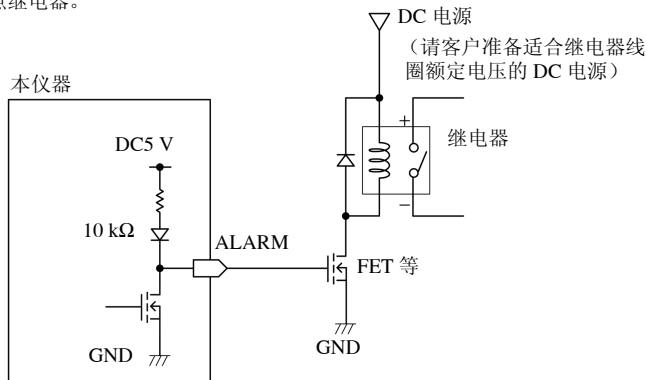 点继电器。
DC 电源
（请客户准备适合继电器线
圈额定电压的 DC 电源）
本仪器
+
继电器
DC5 V
−
10 kΩ
ALARM
FET 等
GND
GND